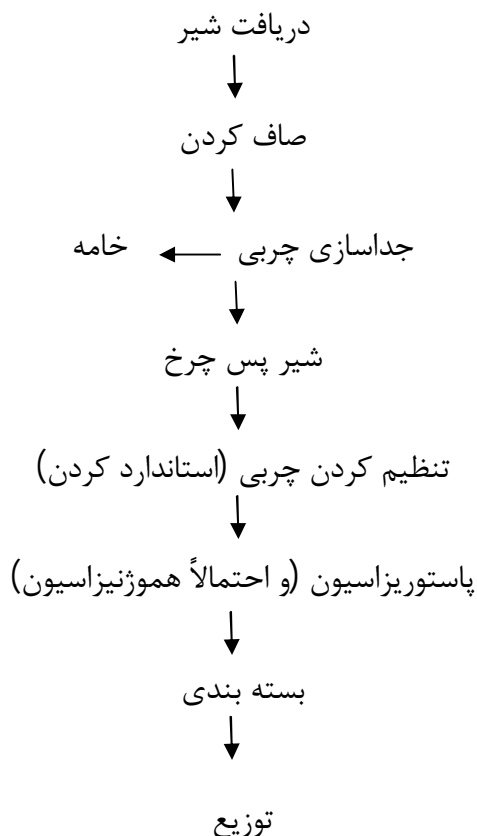 دریافت شیر
صاف کردن
جداسازی چربی خامه
شیر پس چرخ
تنظیم کردن چربی (استاندارد کردن)
پاستوریزاسیون (و احتمالاً هموژنیزاسیون)
بسته بندی
توزیع